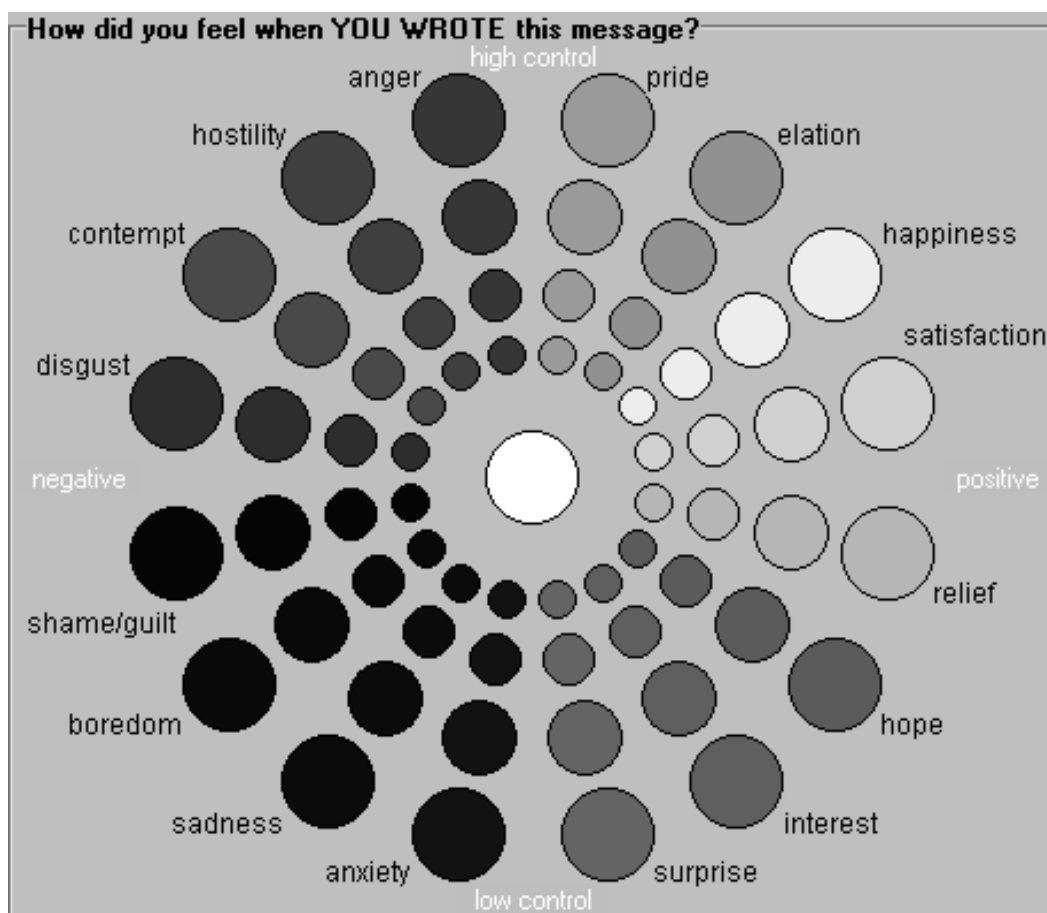 How did you feel when YOU WROTE this message?
high control
anger
pride
hostility
elation
contempt
happiness
satisfaction
disgust
negative
positive
relief
shame/guilt
boredom
hope
sadness
interest
anxiety
surprise
low control